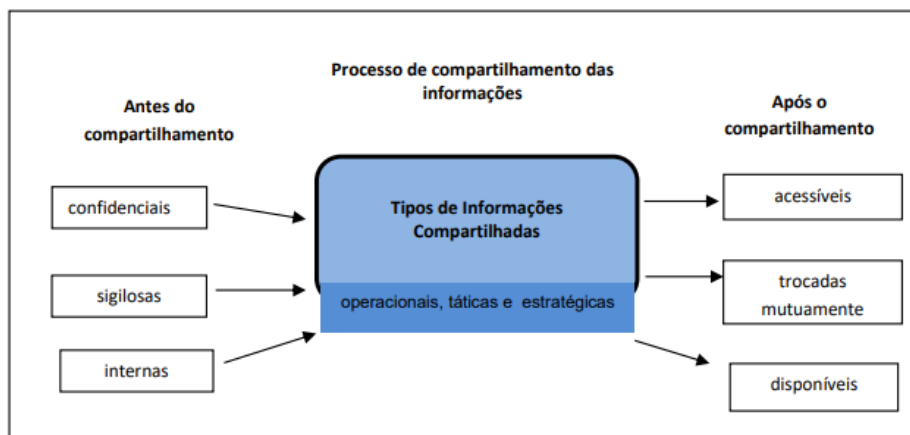 Processo de compartilhamento das
informações
Antes do
compartilhamento
Após o
compartilhamento
confidenciais
sigilosas
internas
Tipos de Informações
Compartilhadas
operacionais, táticas e estratégicas
acessíveis
trocadas
mutuamente
disponíveis